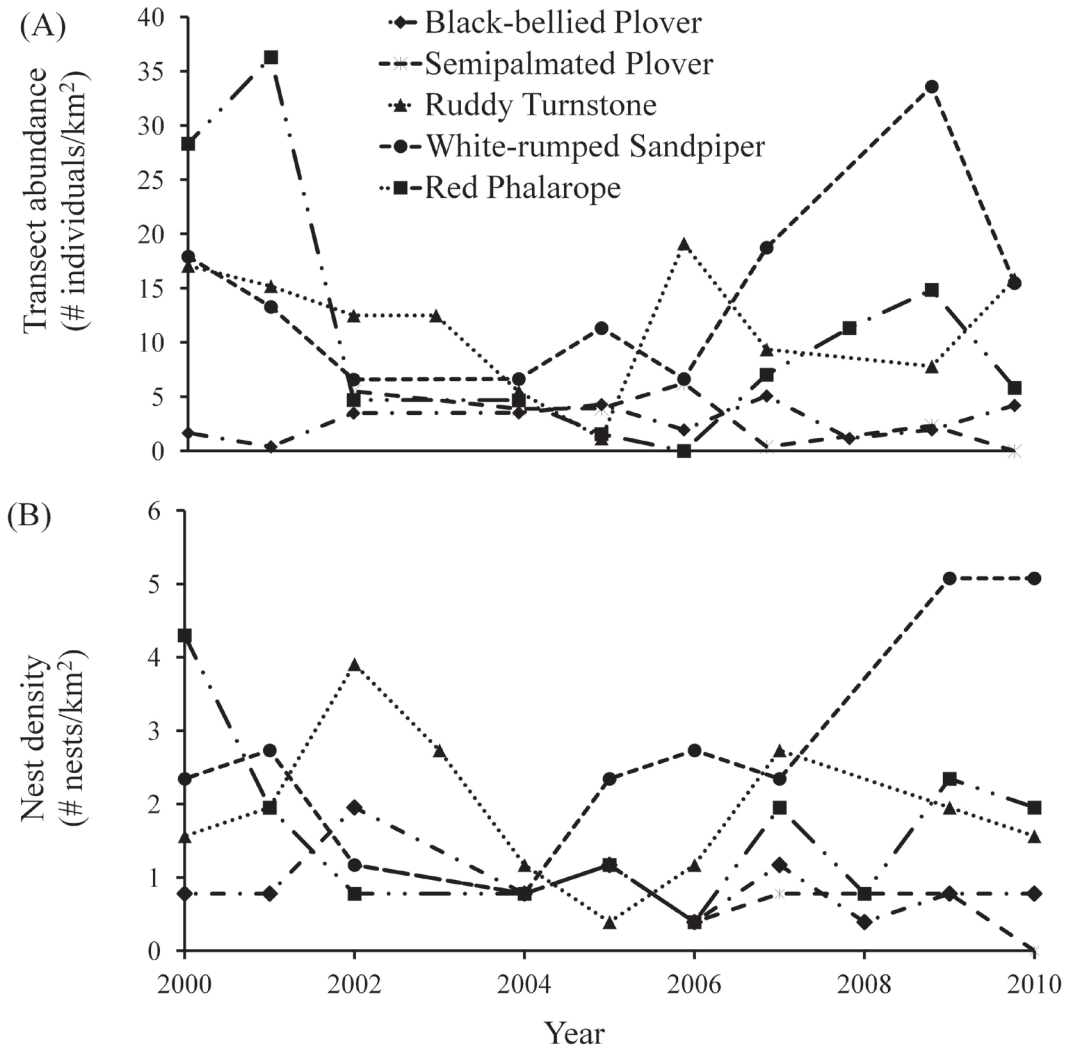 (A)
Transect abundance
(# individuals/km²)
40
35
30
25
20
15
10
5
0
Black-bellied Plover
Semipalmated Plover
Ruddy Turnstone
White-rumped Sandpiper
Red Phalarope
(B)
Nest density
(# nests/km²)
6
5
4
3
2
1
0
2000 2002 2004 2006 2008 2010
Year